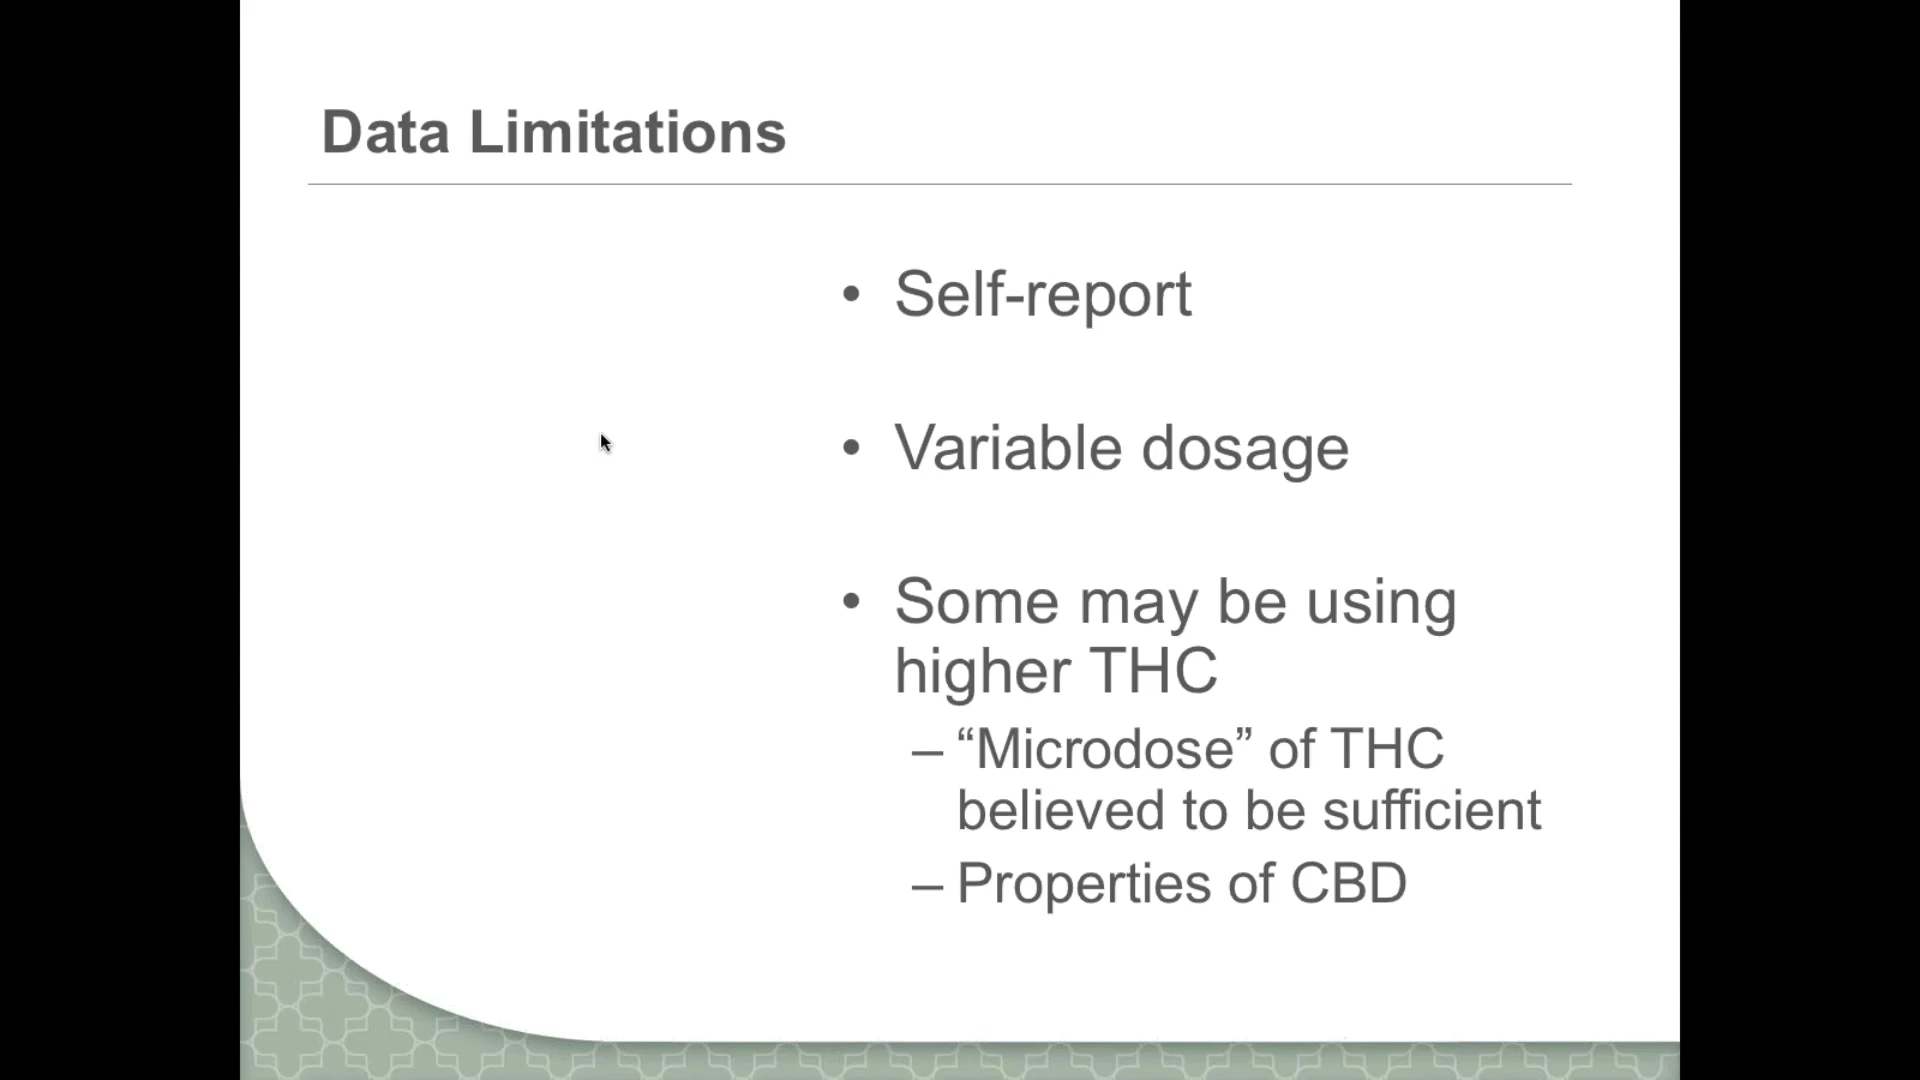 Data Limitations
• Self-report
• Variable dosage
• Some may be using
higher THC
– “Microdose” of THC
believed to be sufficient
– Properties of CBD